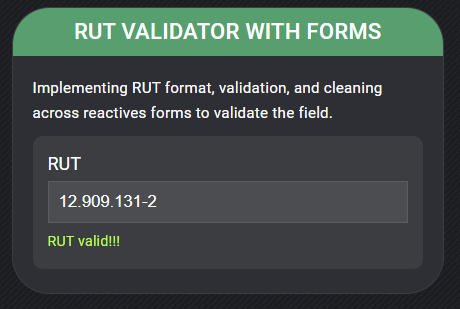 RUT VALIDATOR WITH FORMS
Implementing RUT format, validation, and cleaning
across reactives forms to validate the field.
RUT
12.909.131-2
RUT valid!!!